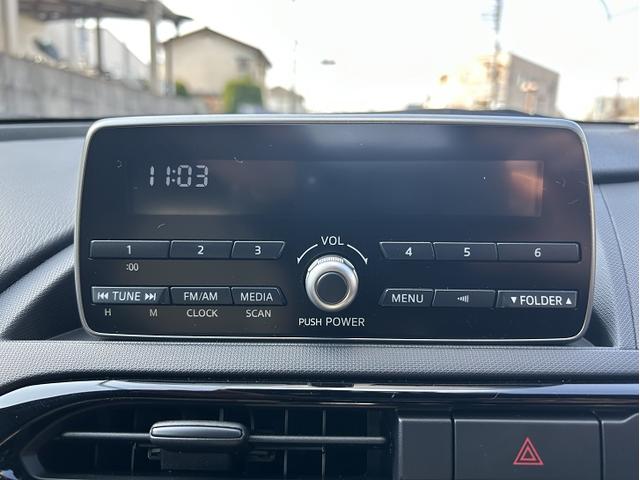 11:03
VOL
1 2 3 4 5 6
:00
TUNE FM/AM MEDIA MENU FOLDER
H M CLOCK SCAN
PUSH POWER